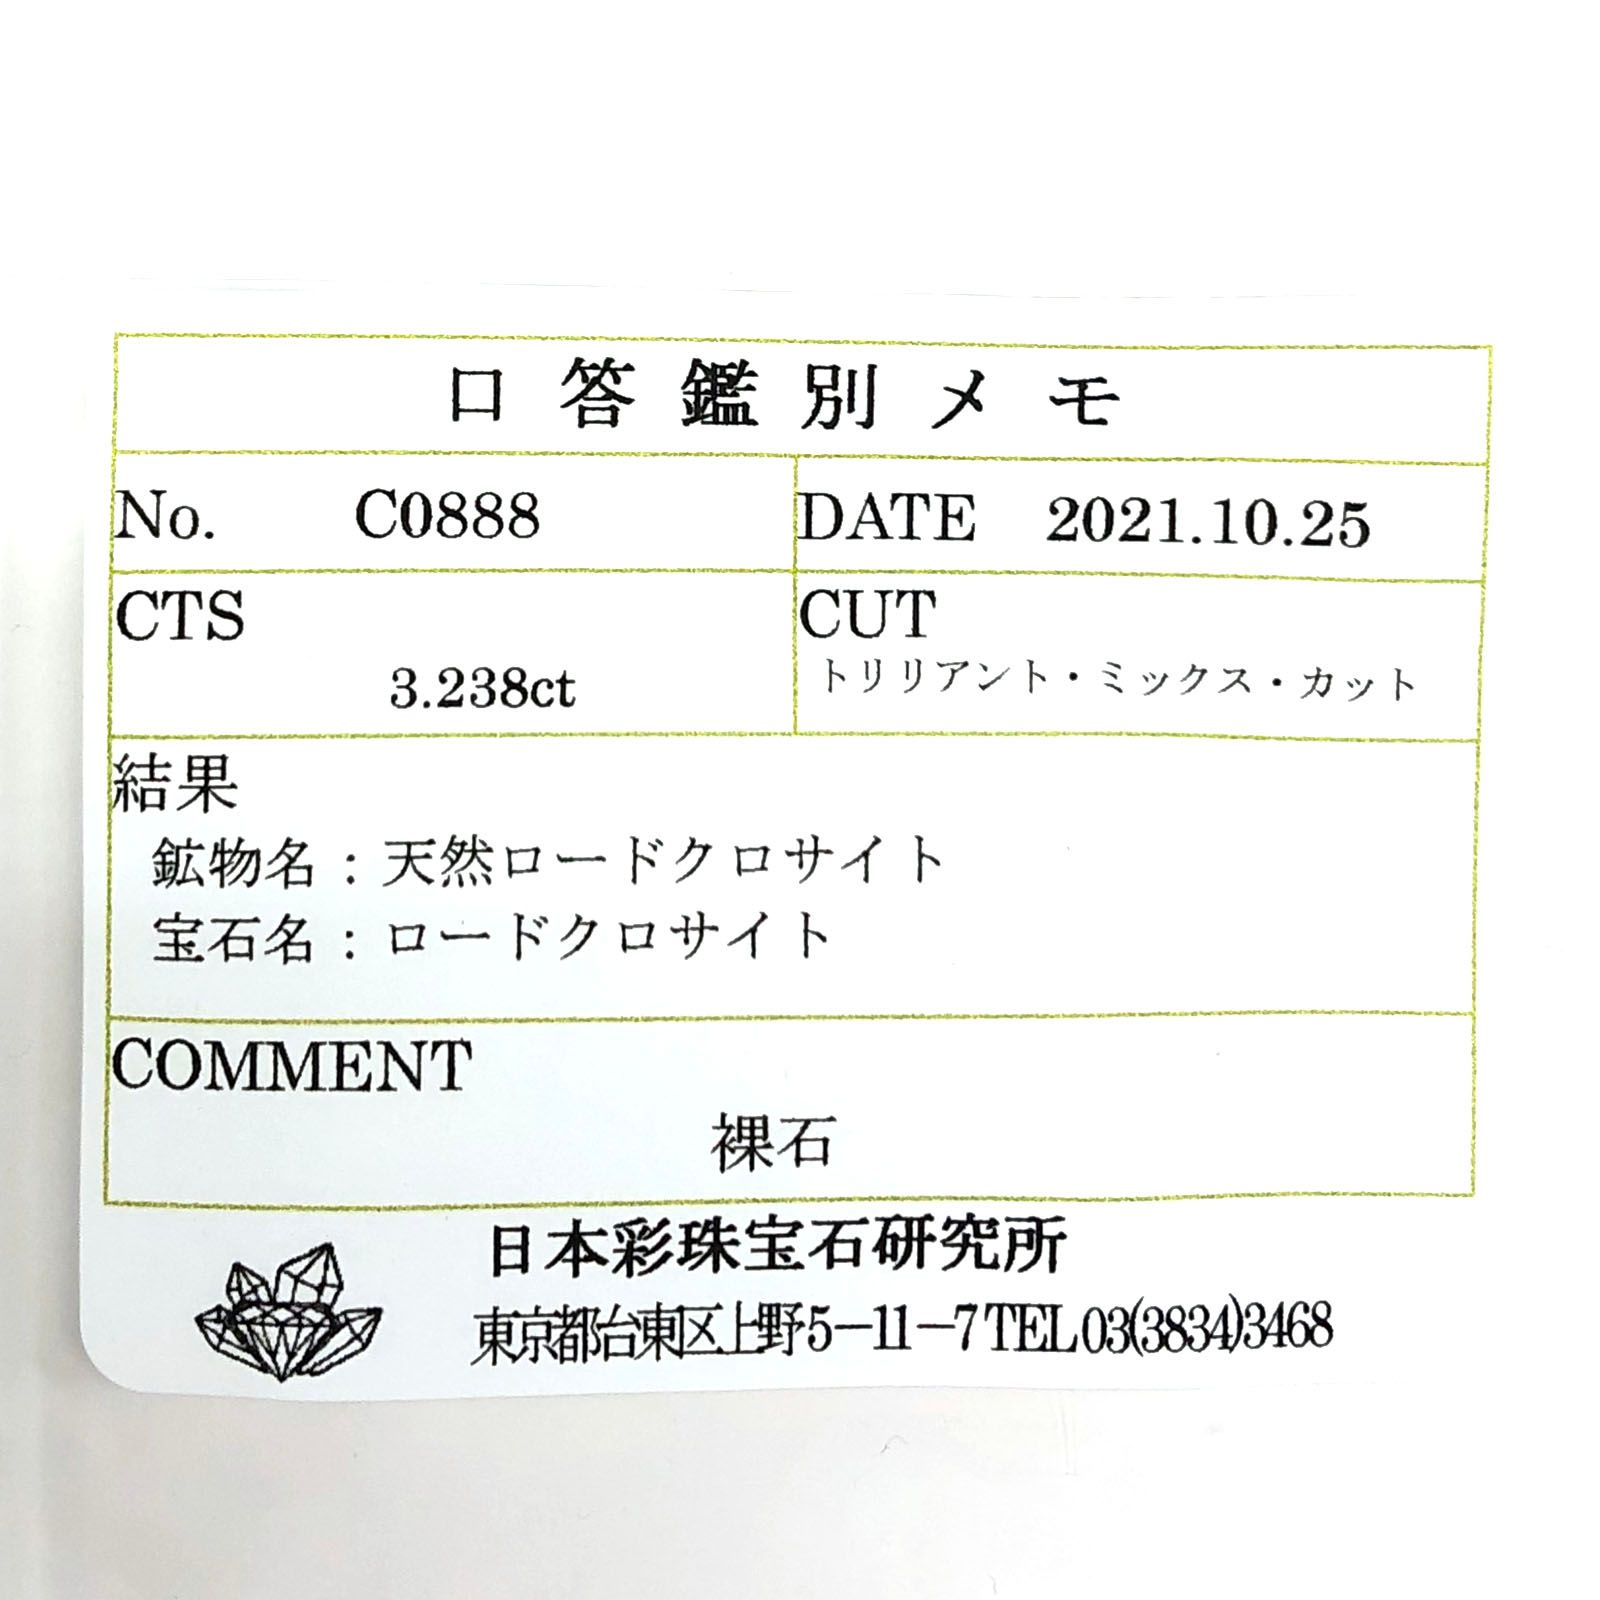 口答鑑別メモ
No. C0888 DATE 2021.10.25
CTS CUT
3.238ct トリリアント・ミックス・カット
結果
鉱物名：天然ロードクロサイト
宝石名：ロードクロサイト
COMMENT
裸石
日本彩珠宝石研究所
東京都台東区上野5－11－7 TEL 03(3834)3468